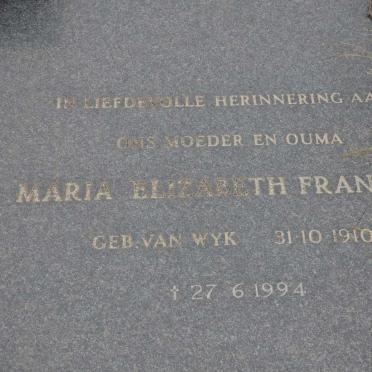 IN LIEFDEVOLLE HERINNERING AA
ONS MOEDER EN OUMA
MARIA ELIZABETH FRAN
GEB. VAN WYK 31·10·1910
† 27 6 1994